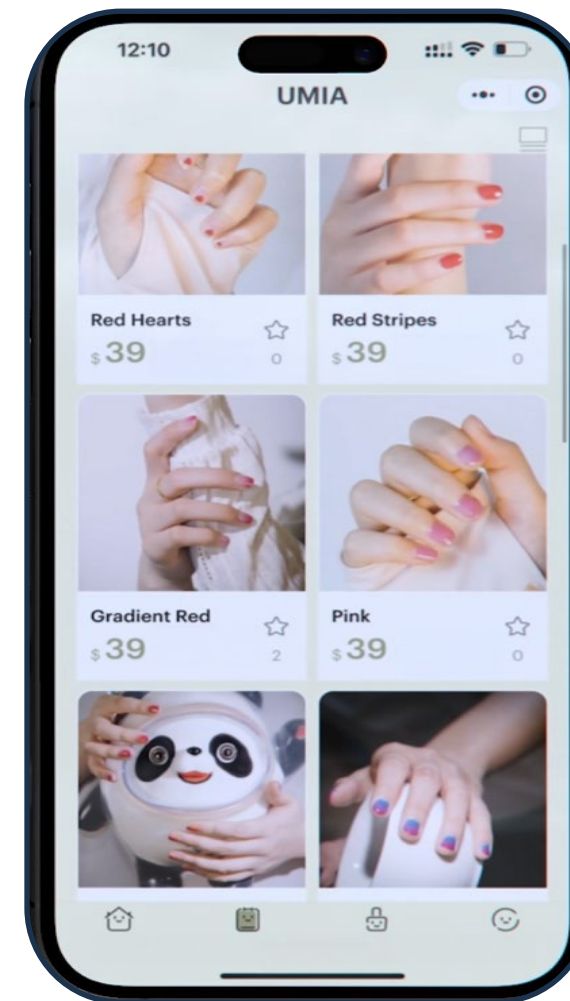 12:10
UMIA
Red Hearts
$ 39
0
Red Stripes
$ 39
0
Gradient Red
$ 39
2
Pink
$ 39
0